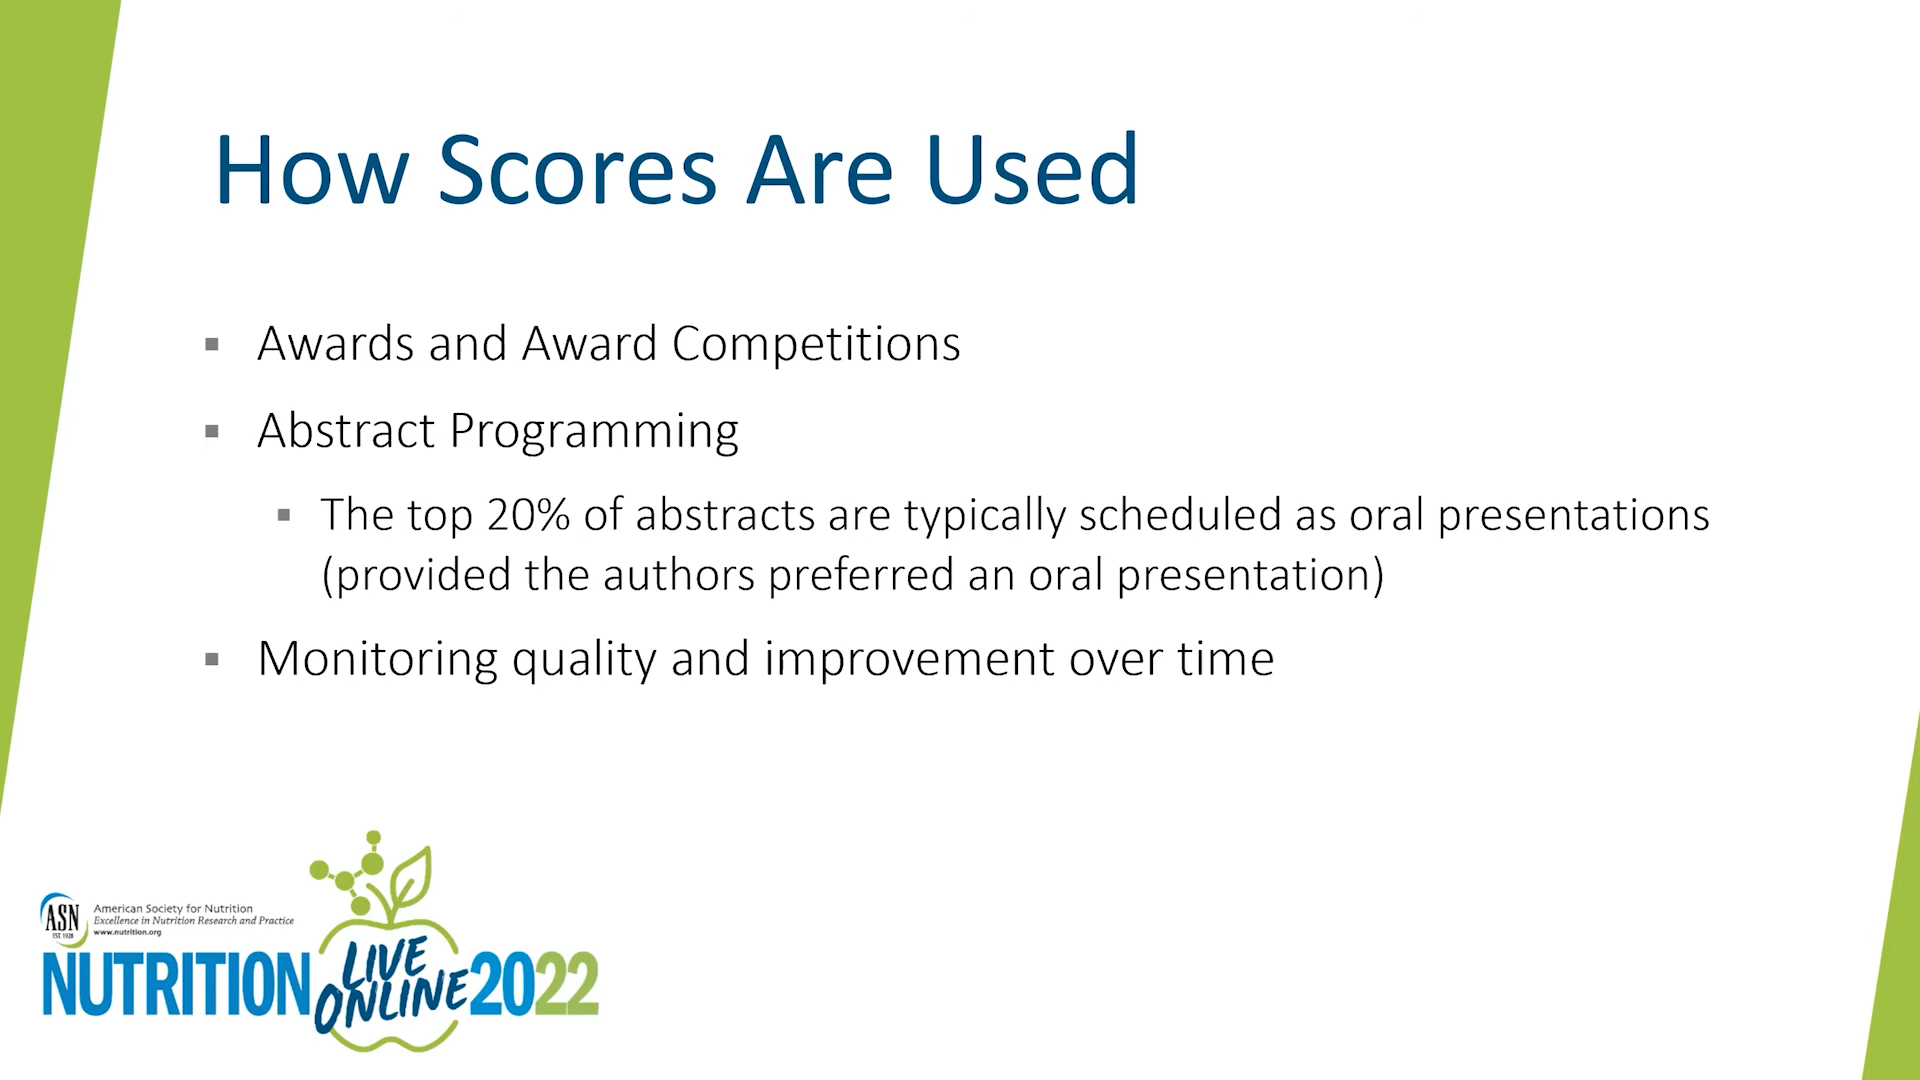 How Scores Are Used
▪ Awards and Award Competitions
▪ Abstract Programming
▪ The top 20% of abstracts are typically scheduled as oral presentations
(provided the authors preferred an oral presentation)
▪ Monitoring quality and improvement over time
ASN
EST. 1928
American Society for Nutrition
Excellence in Nutrition Research and Practice
www.nutrition.org
NUTRITION LIVE ONLINE 2022